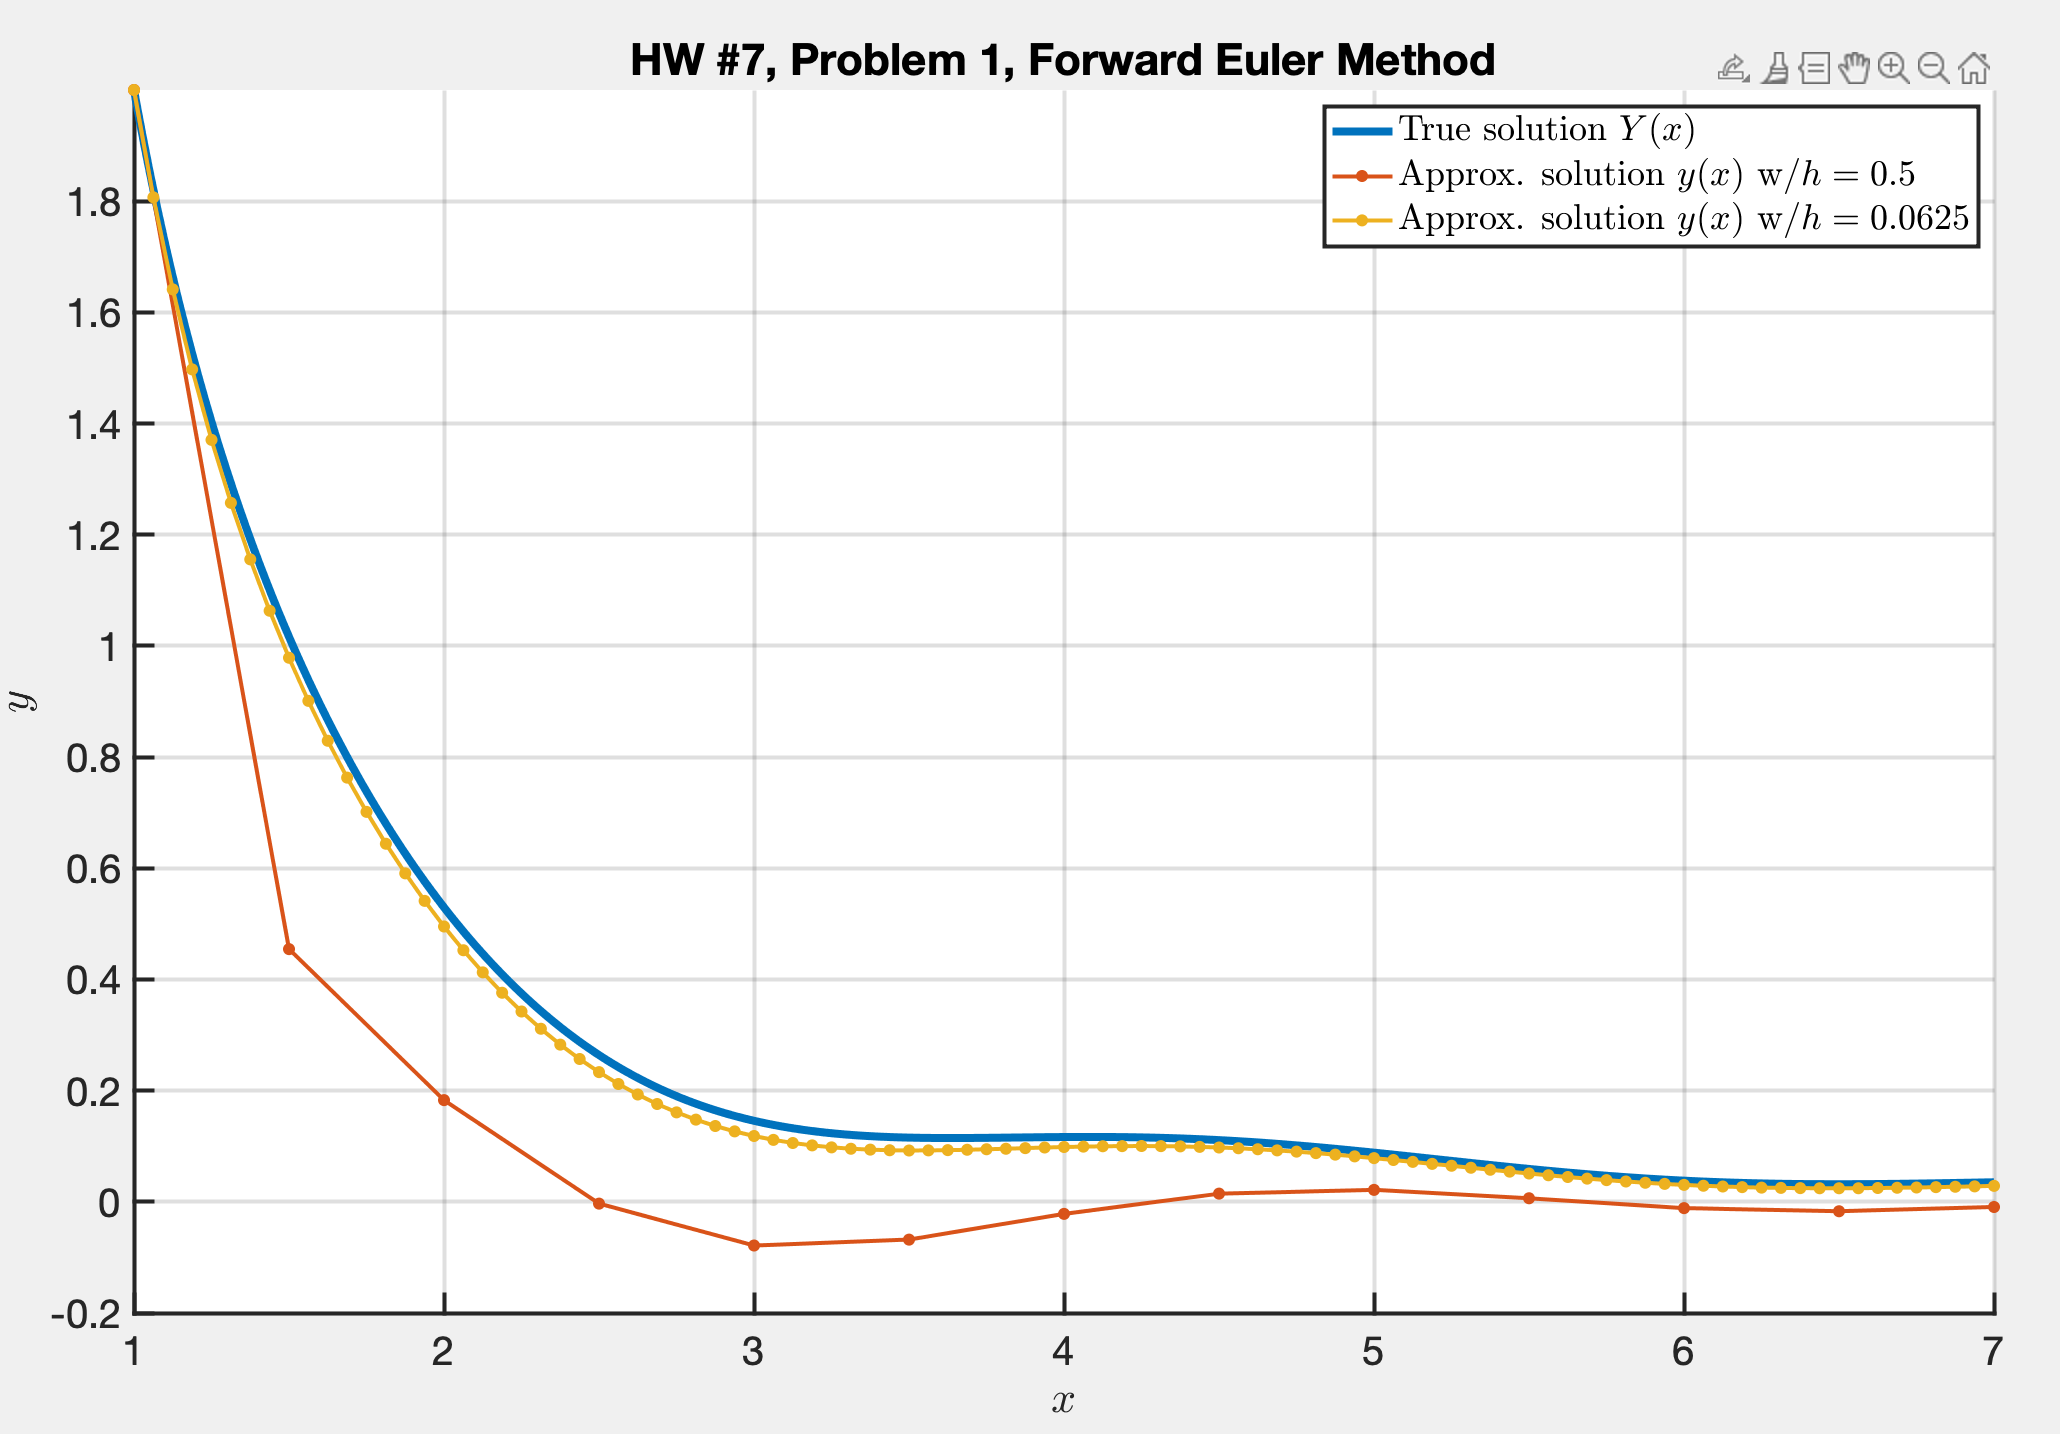 HW #7, Problem 1, Forward Euler Method
True solution Y(x)
Approx. solution y(x) w/h = 0.5
Approx. solution y(x) w/h = 0.0625
1.8
1.6
1.4
1.2
1
0.8
0.6
0.4
0.2
0
-0.2
y
1 2 3 4 5 6 7
x